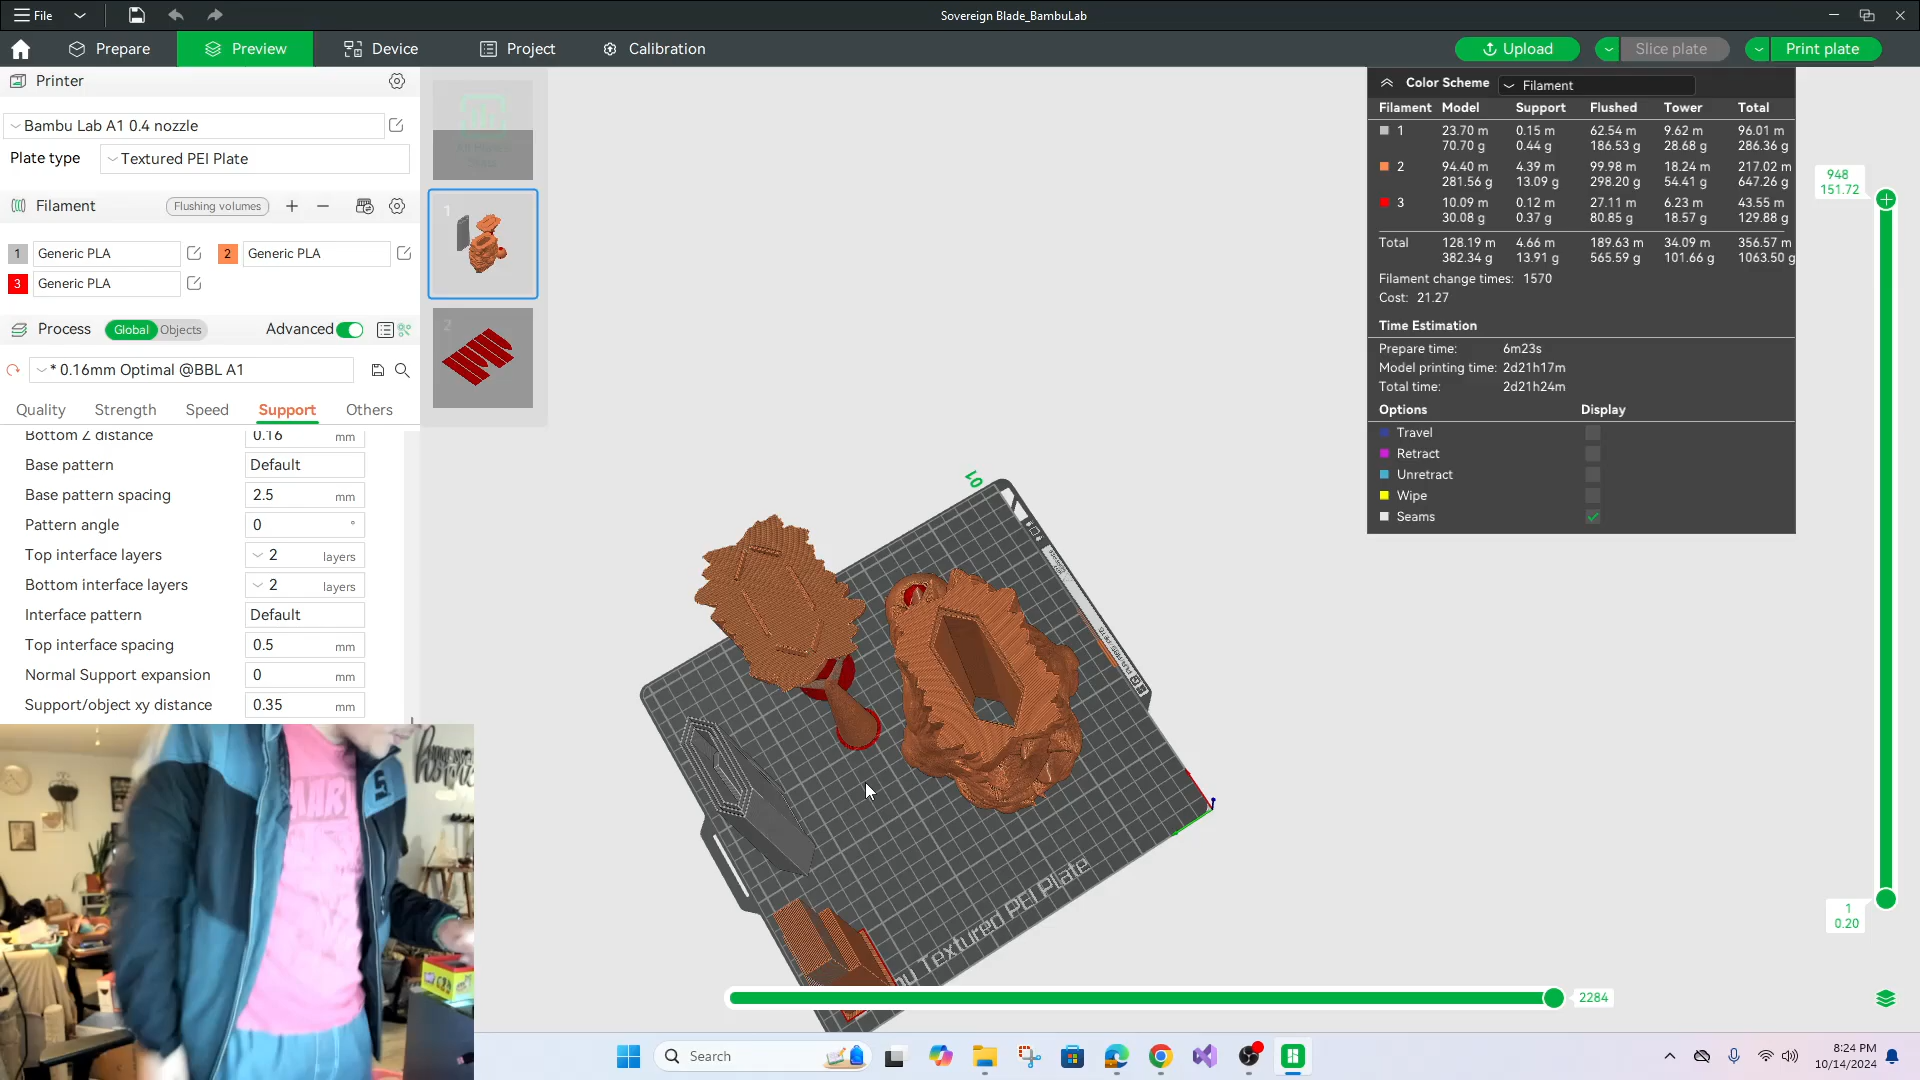 File
Sovereign Blade_BambuLab
Prepare
Preview
Device
Project
Calibration
Upload
Slice plate
Print plate
Printer
Bambu Lab A1 0.4 nozzle
Plate type
Textured PEI Plate
Filament
Flushing volumes
1 Generic PLA
2 Generic PLA
3 Generic PLA
Process
Global
Objects
Advanced
* 0.16mm Optimal @BBL A1
Quality
Strength
Speed
Support
Others
Bottom Z distance 0.16 mm
Base pattern Default
Base pattern spacing 2.5 mm
Pattern angle 0 °
Top interface layers 2 layers
Bottom interface layers 2 layers
Interface pattern Default
Top interface spacing 0.5 mm
Normal Support expansion 0 mm
Support/object xy distance 0.35 mm
1
2
01
Textured PEI Plate
Color Scheme Filament
Filament Model Support Flushed Tower Total
1 23.70 m 0.15 m 62.54 m 9.62 m 96.01 m
70.70 g 0.44 g 186.53 g 28.68 g 286.36 g
2 94.40 m 4.39 m 99.98 m 18.24 m 217.02 m
281.56 g 13.09 g 298.20 g 54.41 g 647.26 g
3 10.09 m 0.12 m 27.11 m 6.23 m 43.55 m
30.08 g 0.37 g 80.85 g 18.57 g 129.88 g
Total 128.19 m 4.66 m 189.63 m 34.09 m 356.57 m
382.34 g 13.91 g 565.59 g 101.66 g 1063.50 g
Filament change times: 1570
Cost: 21.27
Time Estimation
Prepare time: 6m23s
Model printing time: 2d21h17m
Total time: 2d21h24m
Options Display
Travel
Retract
Unretract
Wipe
Seams
948
151.72
1
0.20
2284
Search
8:24 PM
10/14/2024